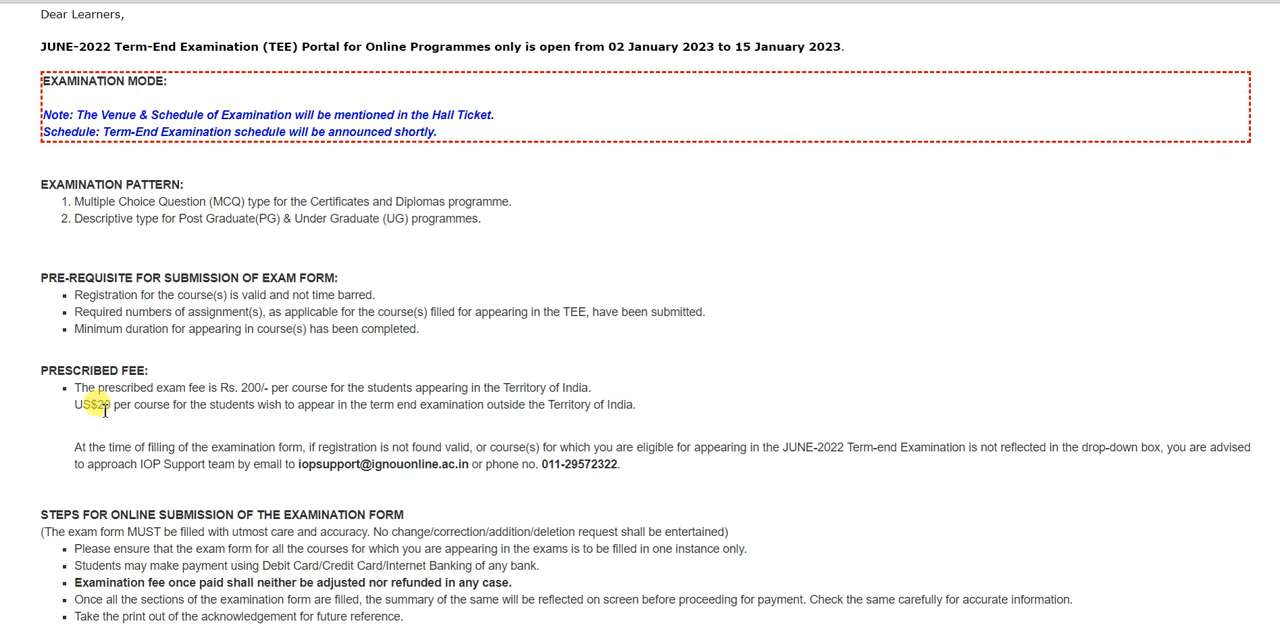 Dear Learners,
JUNE-2022 Term-End Examination (TEE) Portal for Online Programmes only is open from 02 January 2023 to 15 January 2023.
EXAMINATION MODE:
Note: The Venue & Schedule of Examination will be mentioned in the Hall Ticket.
Schedule: Term-End Examination schedule will be announced shortly.
EXAMINATION PATTERN:
1. Multiple Choice Question (MCQ) type for the Certificates and Diplomas programme.
2. Descriptive type for Post Graduate(PG) & Under Graduate (UG) programmes.
PRE-REQUISITE FOR SUBMISSION OF EXAM FORM:
▪ Registration for the course(s) is valid and not time barred.
▪ Required numbers of assignment(s), as applicable for the course(s) filled for appearing in the TEE, have been submitted.
▪ Minimum duration for appearing in course(s) has been completed.
PRESCRIBED FEE:
▪ The prescribed exam fee is Rs. 200/- per course for the students appearing in the Territory of India.
US$20 per course for the students wish to appear in the term end examination outside the Territory of India.
At the time of filling of the examination form, if registration is not found valid, or course(s) for which you are eligible for appearing in the JUNE-2022 Term-end Examination is not reflected in the drop-down box, you are advised
to approach IOP Support team by email to iopsupport@ignouonline.ac.in or phone no. 011-29572322.
STEPS FOR ONLINE SUBMISSION OF THE EXAMINATION FORM
(The exam form MUST be filled with utmost care and accuracy. No change/correction/addition/deletion request shall be entertained)
▪ Please ensure that the exam form for all the courses for which you are appearing in the exams is to be filled in one instance only.
▪ Students may make payment using Debit Card/Credit Card/Internet Banking of any bank.
▪ Examination fee once paid shall neither be adjusted nor refunded in any case.
▪ Once all the sections of the examination form are filled, the summary of the same will be reflected on screen before proceeding for payment. Check the same carefully for accurate information.
▪ Take the print out of the acknowledgement for future reference.